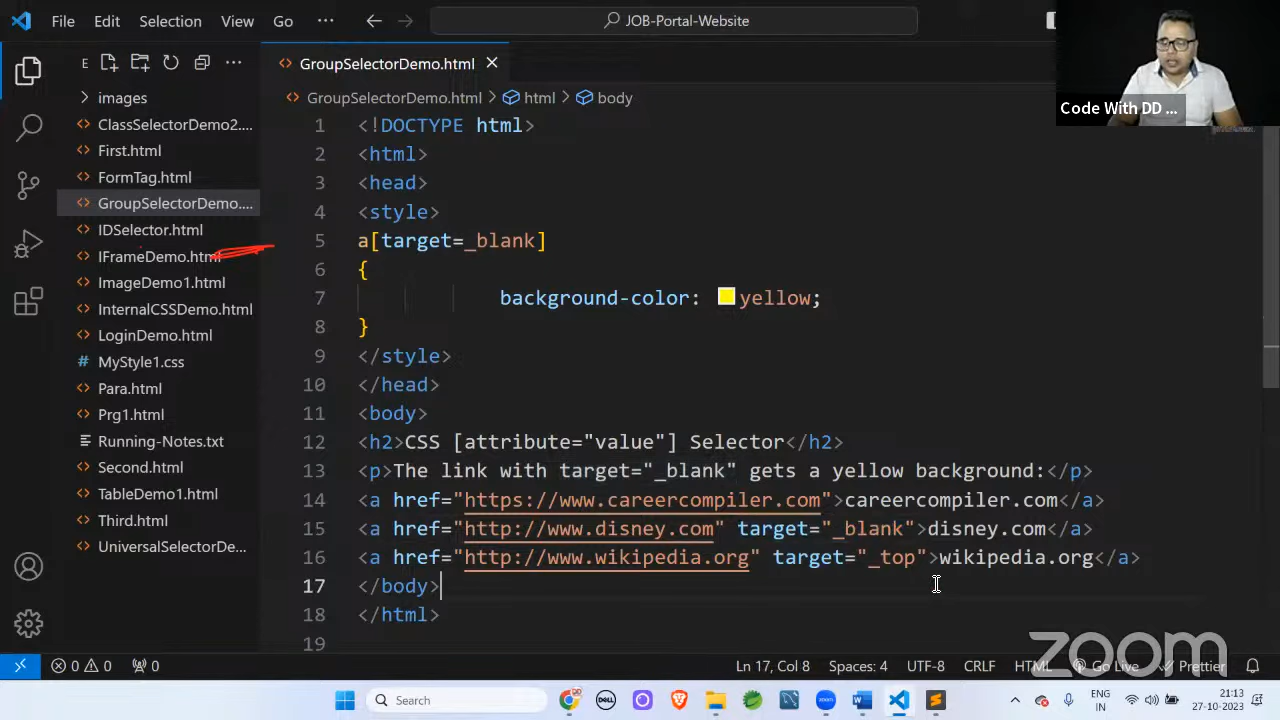 File Edit Selection View Go ··· JOB-Portal-Website
E ···
GroupSelectorDemo.html
GroupSelectorDemo.html > html > body
images
ClassSelectorDemo2....
First.html
FormTag.html
GroupSelectorDemo....
IDSelector.html
IFrameDemo.html
ImageDemo1.html
InternalCSSDemo.html
LoginDemo.html
MyStyle1.css
Para.html
Prg1.html
Running-Notes.txt
Second.html
TableDemo1.html
Third.html
UniversalSelectorDe...
1 <!DOCTYPE html>
2 <html>
3 <head>
4 <style>
5 a[target=_blank]
6 {
7 background-color: yellow;
8 }
9 </style>
10 </head>
11 <body>
12 <h2>CSS [attribute="value"] Selector</h2>
13 <p>The link with target="_blank" gets a yellow background:</p>
14 <a href="https://www.careercompiler.com">careercompiler.com</a>
15 <a href="http://www.disney.com" target="_blank">disney.com</a>
16 <a href="http://www.wikipedia.org" target="_top">wikipedia.org</a>
17 </body>
18 </html>
19
Code With DD ...
zoom
0 0 0 Ln 17, Col 8 Spaces: 4 UTF-8 CRLF HTML Go Live Prettier
Search
DELL
zoom
ENG
IN
21:13
27-10-2023